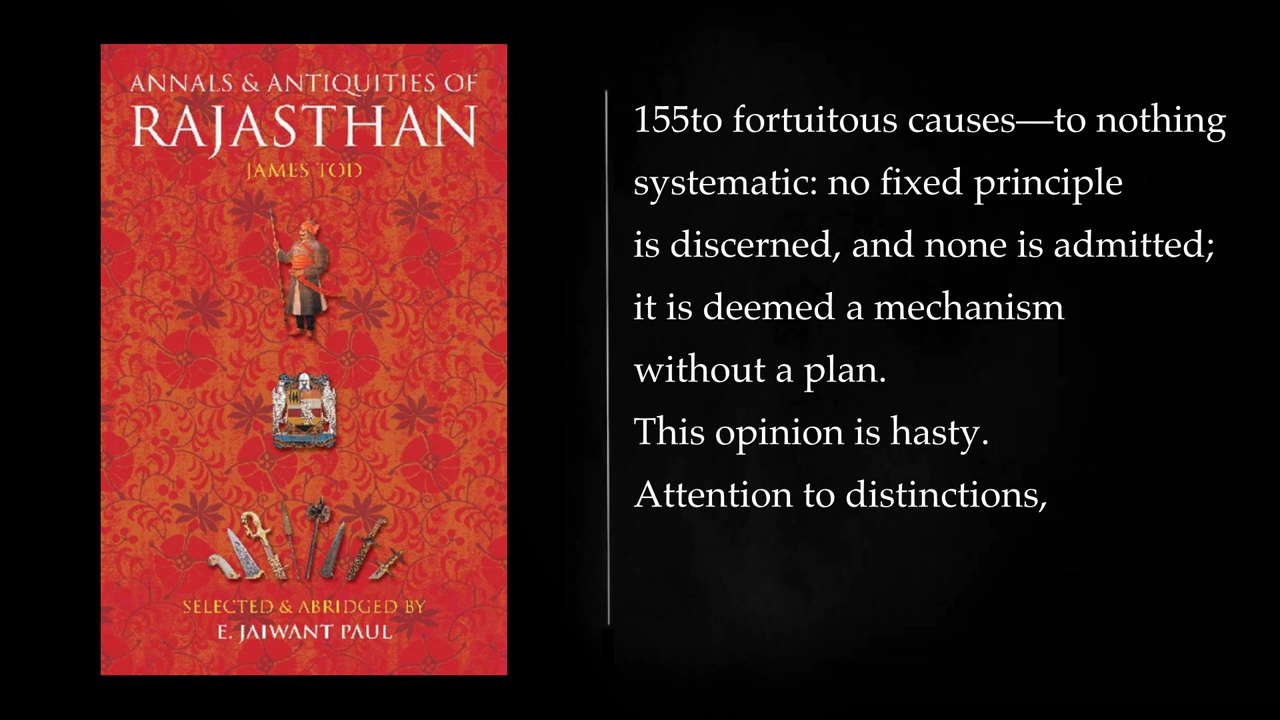 ANNALS & ANTIQUITIES OF
RAJASTHAN
JAMES TOD
SELECTED & ABRIDGED BY
E. JAIWANT PAUL
155to fortuitous causes—to nothing
systematic: no fixed principle
is discerned, and none is admitted;
it is deemed a mechanism
without a plan.
This opinion is hasty.
Attention to distinctions,